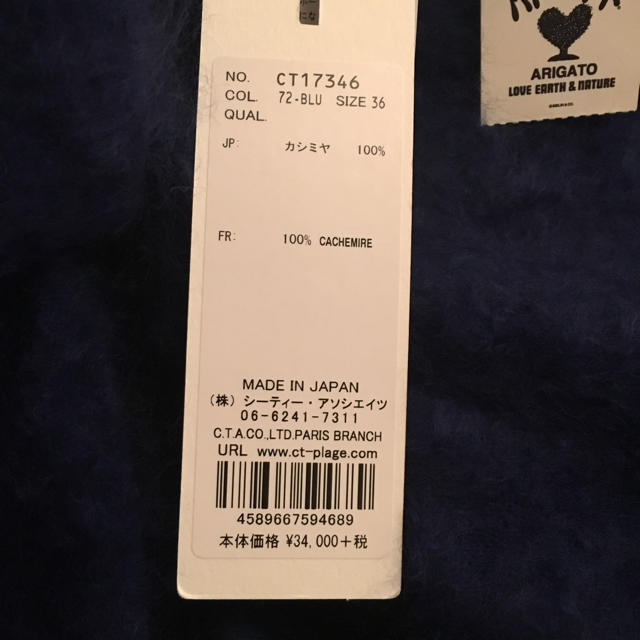 NO. CT17346
COL. 72-BLU SIZE 36
QUAL.
JP: カシミヤ 100%
FR: 100% CACHEMIRE
MADE IN JAPAN
(株) シーティー・アソシエイツ
06-6241-7311
C.T.A.CO.,LTD.PARIS BRANCH
URL www.ct-plage.com
4589667594689
本体価格 ¥34,000+税
ARIGATO
LOVE EARTH & NATURE